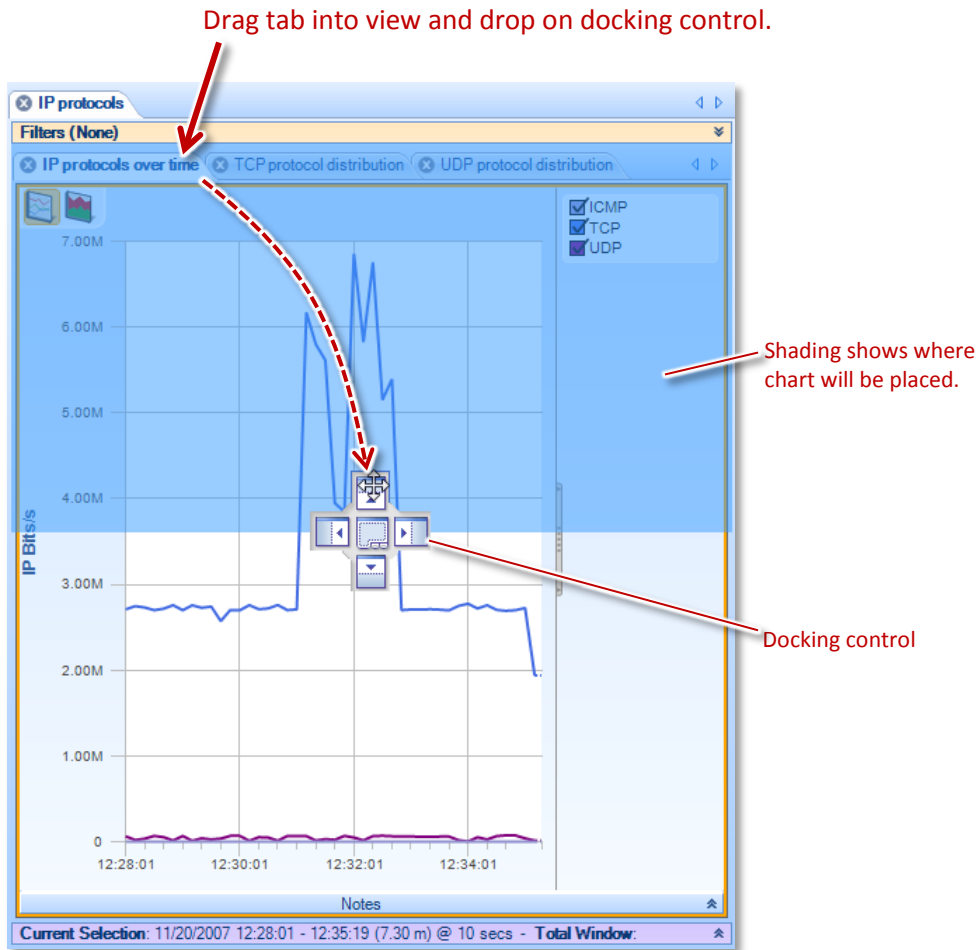 Drag tab into view and drop on docking control.
IP protocols
Filters (None)
IP protocols over time
TCP protocol distribution
UDP protocol distribution
ICMP
TCP
UDP
7.00M
6.00M
5.00M
4.00M
3.00M
2.00M
1.00M
0
IP Bitts/s
12:28:01
12:30:01
12:32:01
12:34:01
Shading shows where
chart will be placed.
Docking control
Notes
Current Selection: 11/20/2007 12:28:01 - 12:35:19 (7.30 m) @ 10 secs - Total Window: